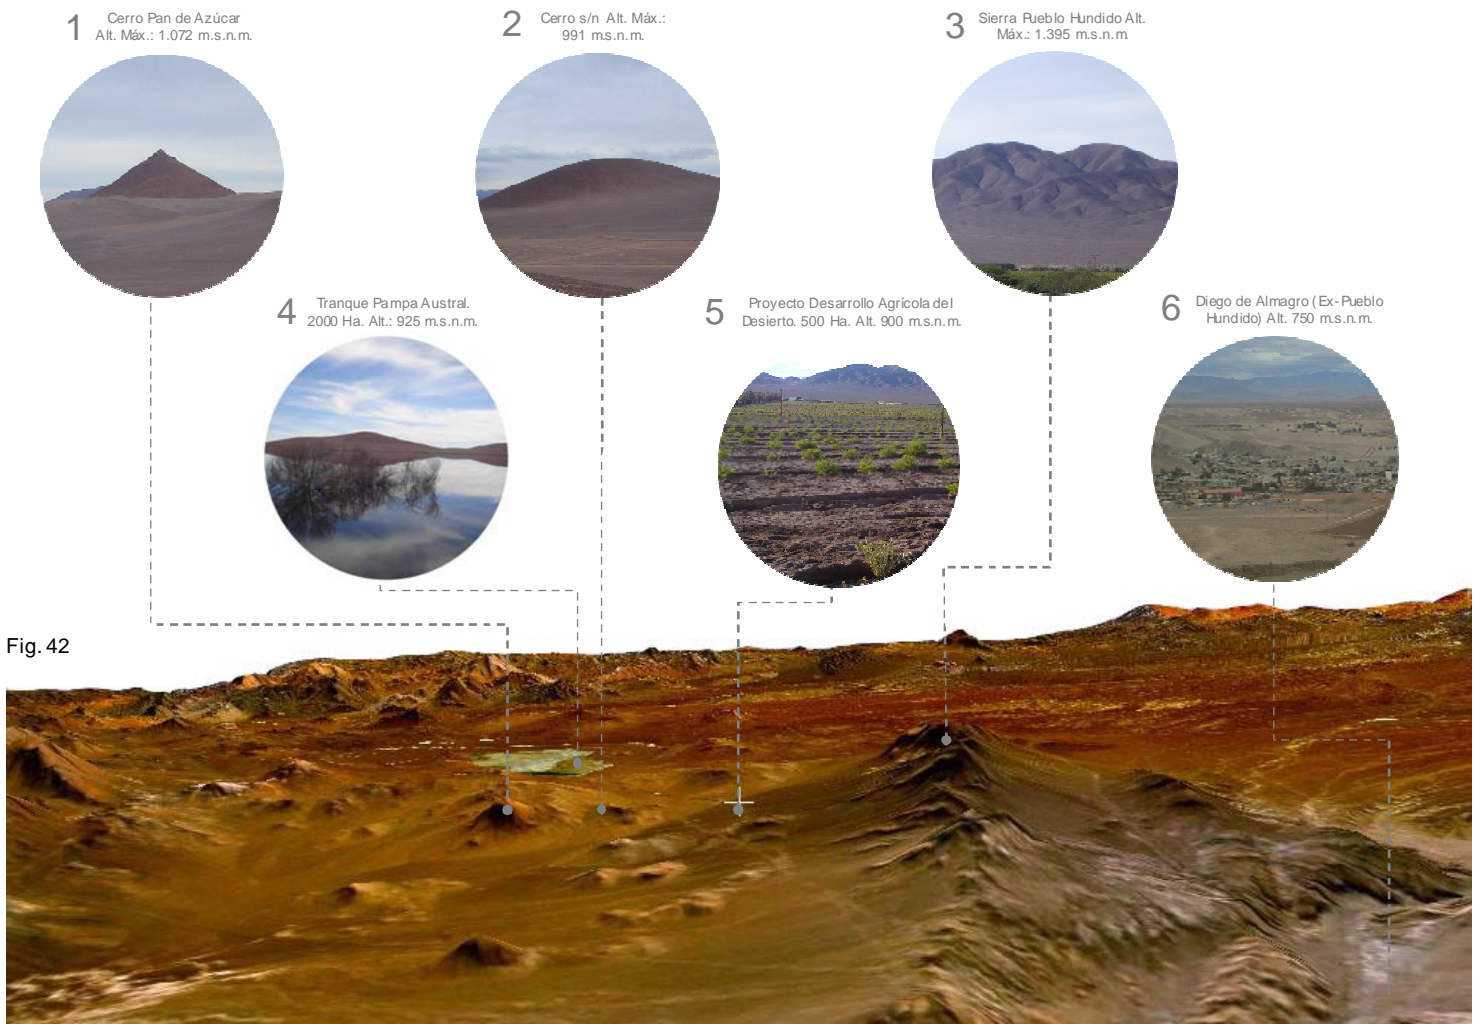 1
Cerro Pan de Azúcar
Alt. Máx.: 1.072 m.s.n.m.
2
Cerro s/n Alt. Máx.:
991 m.s.n.m.
3
Sierra Pueblo Hundido Alt.
Máx.: 1.395 m.s.n.m.
4
Tranque Pampa Austral.
2000 Ha. Alt.: 925 m.s.n.m.
5
Proyecto Desarrollo Agrícola del
Desierto. 500 Ha. Alt. 900 m.s.n.m.
6
Diego de Almagro (Ex-Pueblo
Hundido) Alt. 750 m.s.n.m.
Fig. 42